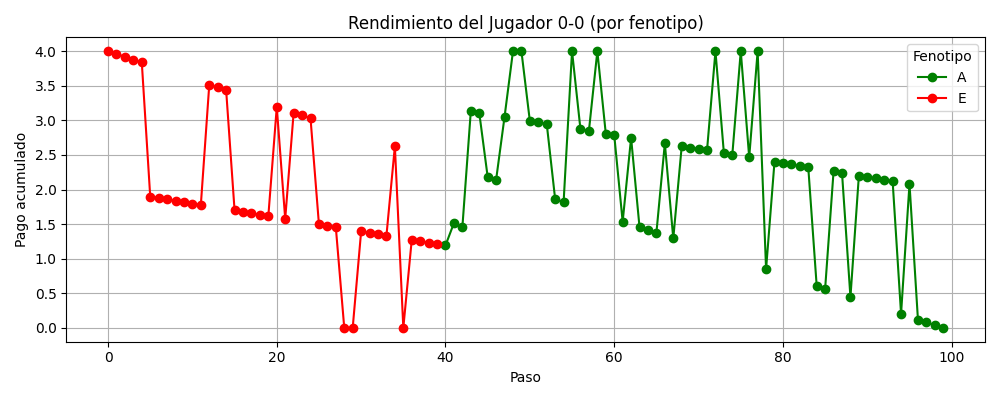 Rendimiento del Jugador 0-0 (por fenotipo)
Pago acumulado
4.0
3.5
3.0
2.5
2.0
1.5
1.0
0.5
0.0
Fenotipo
A
E
0 20 40 60 80 100
Paso